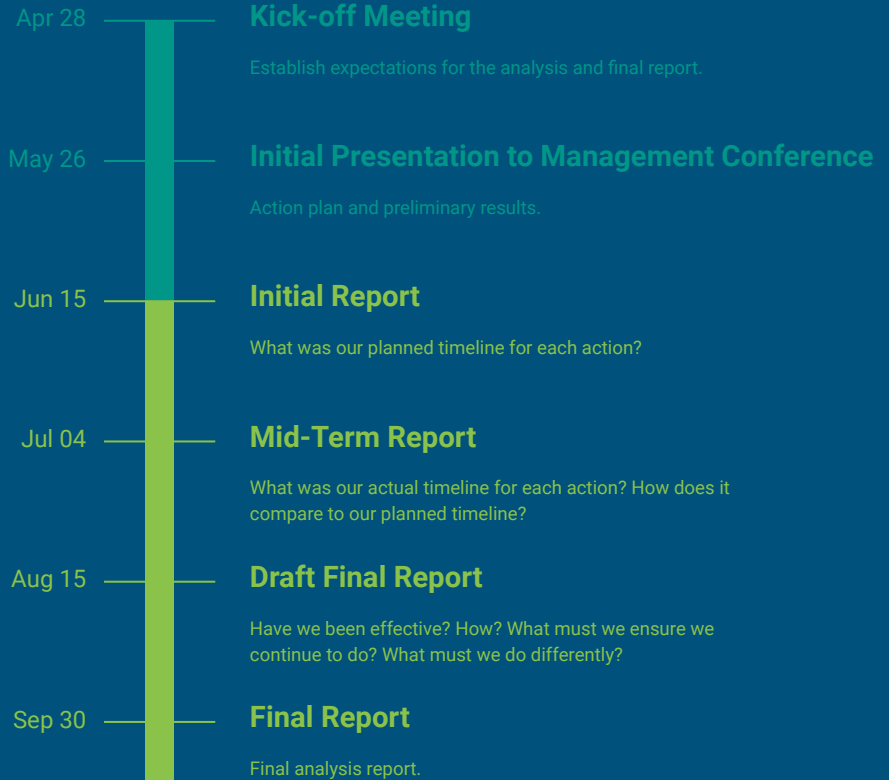 Apr 28
Kick-off Meeting
Establish expectations for the analysis and final report.
May 26
Initial Presentation to Management Conference
Action plan and preliminary results.
Jun 15
Initial Report
What was our planned timeline for each action?
Jul 04
Mid-Term Report
What was our actual timeline for each action? How does it
compare to our planned timeline?
Aug 15
Draft Final Report
Have we been effective? How? What must we ensure we
continue to do? What must we do differently?
Sep 30
Final Report
Final analysis report.